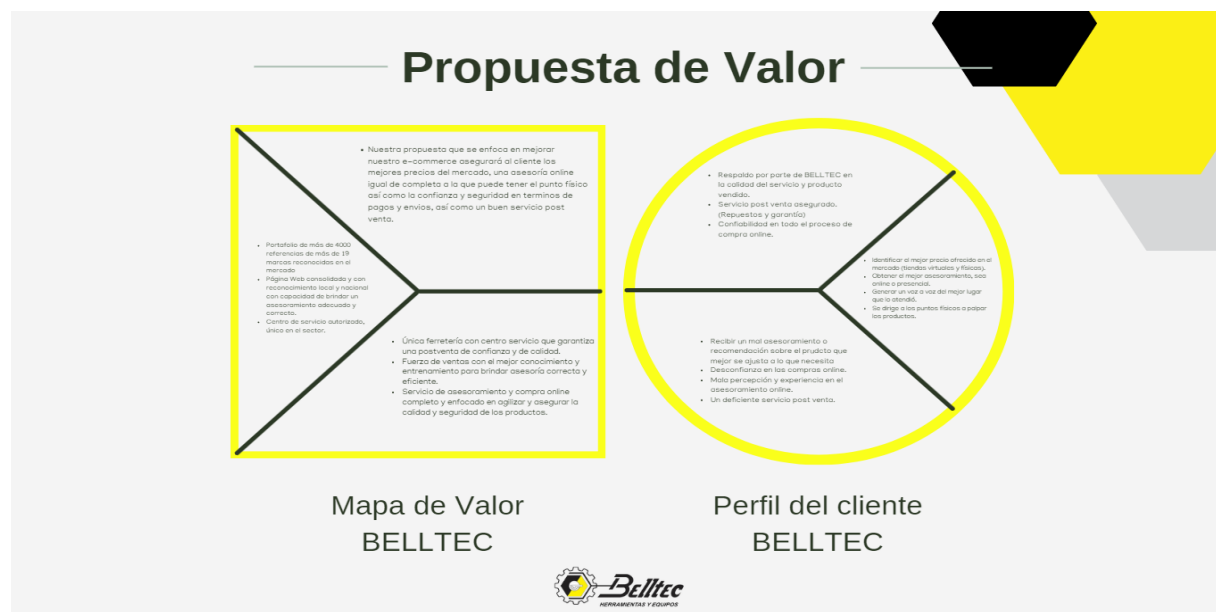 Propuesta de Valor
• Nuestra propuesta que se enfoca en mejorar
nuestro e-commerce asegurará al cliente los
mejores precios del mercado, una asesoría online
igual de completa a la que puede tener el punto físico
así como la confianza y seguridad en terminos de
pagos y envios, así como un buen servicio post
venta.
• Portafolio de más de 4000
referencias de más de 19
marcas reconocidas en el
mercado
• Página Web consolidada y con
reconocimiento local y nacional
con capacidad de brindar un
asesoramiento adecuado y
correcto.
• Centro de servicio autorizado,
único en el sector.
• Única ferretería con centro servicio que garantiza
una postventa de confianza y de calidad.
• Fuerza de ventas con el mejor conocimiento y
entrenamiento para brindar asesoría correcta y
eficiente.
• Servicio de asesoramiento y compra online
completo y enfocado en agilizar y asegurar la
calidad y seguridad de los productos.
• Respaldo por parte de BELLTEC en
la calidad del servicio y producto
vendido.
• Servicio post venta asegurado.
(Repuestos y garantía)
• Confiabilidad en todo el proceso de
compra online.
• Identificar el mejor precio ofrecido en el
mercado (tiendas virtuales y físicas).
• Obtener el mejor asesoramiento, sea
online o presencial.
• Generar un voz a voz del mejor lugar
que lo atendió.
• Se dirige a los puntos físicos a palpar
los productos.
• Recibir un mal asesoramiento o
recomendación sobre el prudcto que
mejor se ajusta a lo que necesita
• Desconfianza en las compras online.
• Mala percepción y experiencia en el
asesoramiento online.
• Un deficiente servicio post venta.
Mapa de Valor
BELLTEC
Perfil del cliente
BELLTEC
Belltec
HERRAMIENTAS Y EQUIPOS